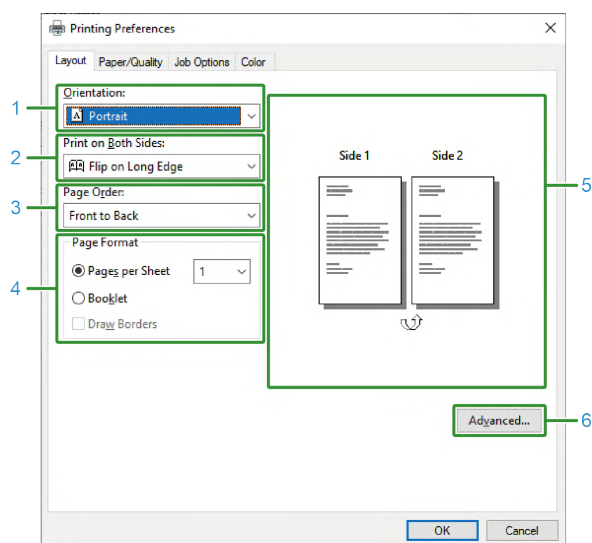 Printing Preferences
Layout Paper/Quality Job Options Color
1
Orientation:
Portrait
2
Print on Both Sides:
Flip on Long Edge
3
Page Order:
Front to Back
4
Page Format
Pages per Sheet 1
Booklet
Draw Borders
Side 1 Side 2
5
Advanced...
6
OK Cancel